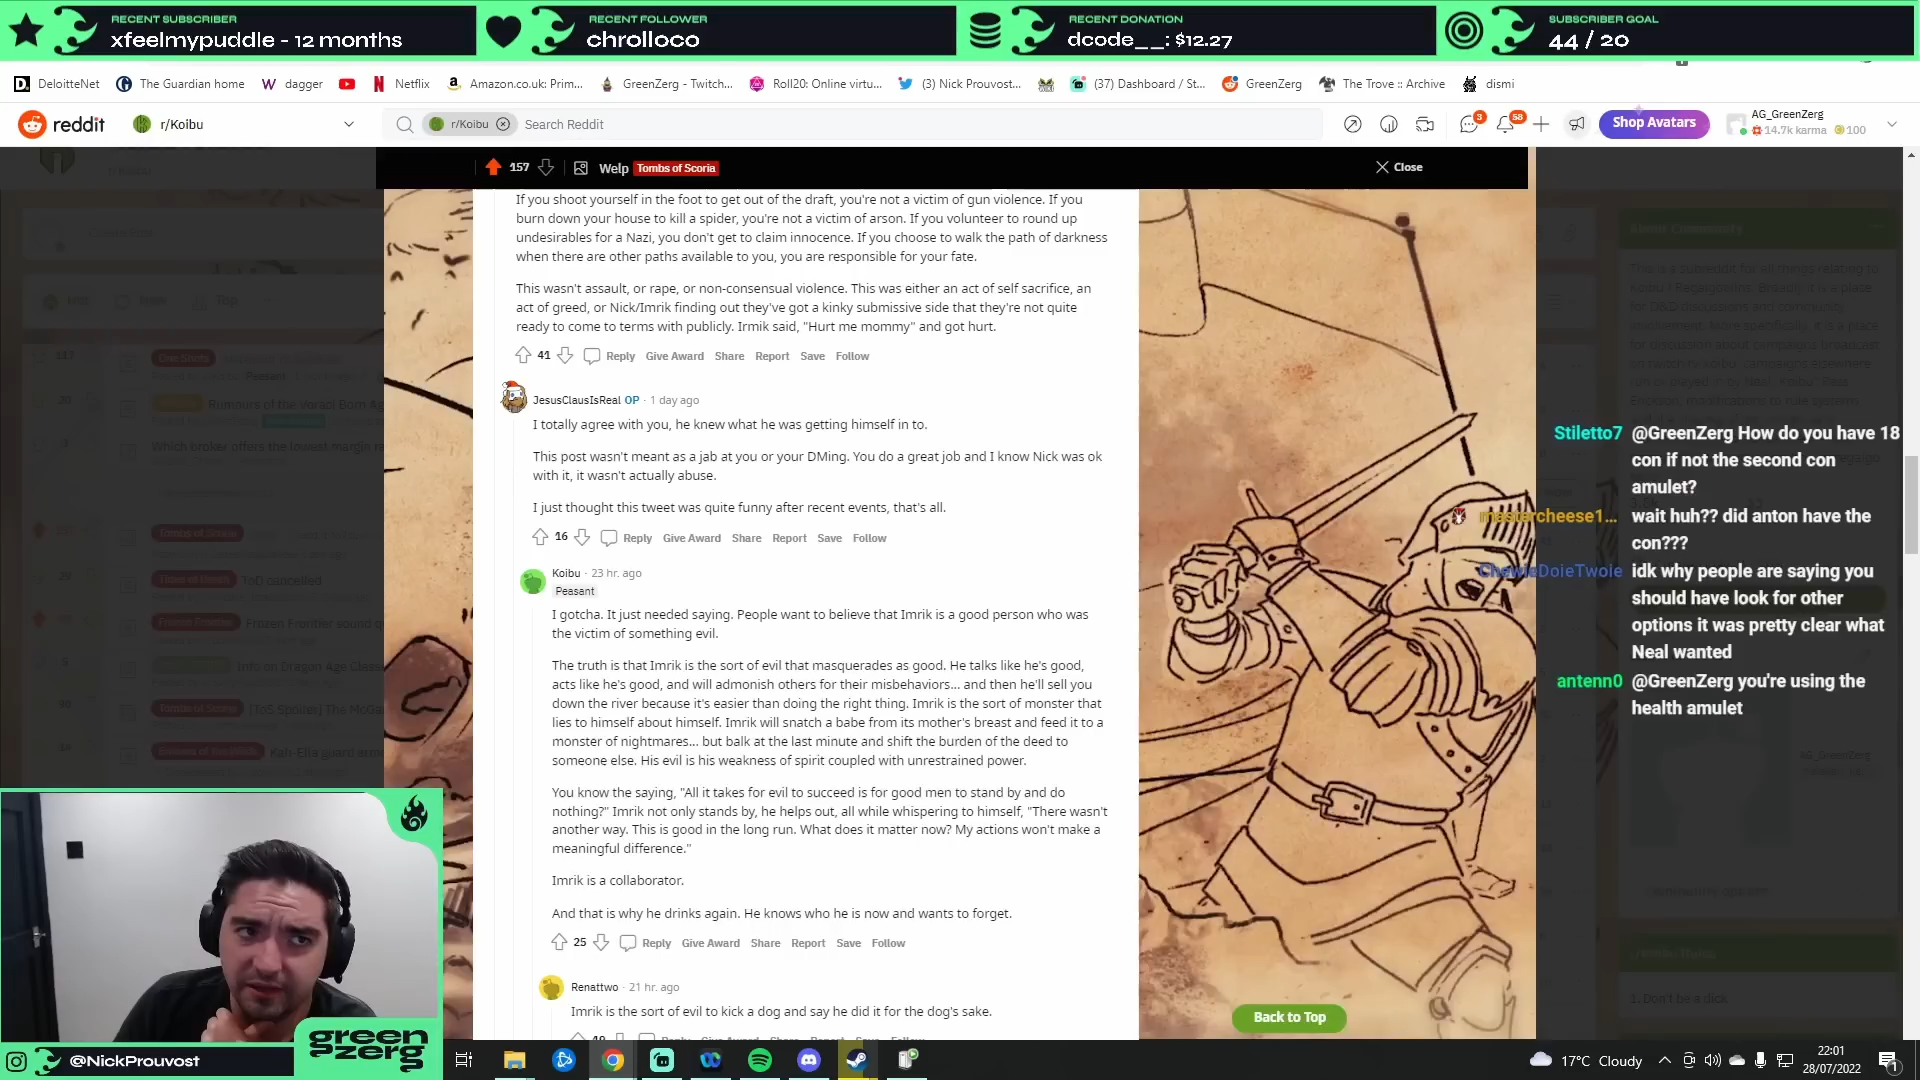 RECENT SUBSCRIBER
xfeelmypuddle - 12 months
RECENT FOLLOWER
chrolloco
RECENT DONATION
dcode__: $12.27
SUBSCRIBER GOAL
44 / 20
DeloitteNet
The Guardian home
dagger
Netflix
Amazon.co.uk: Prim...
GreenZerg - Twitch...
Roll20: Online virtu...
(3) Nick Prouvost...
(37) Dashboard / St...
GreenZerg
The Trove :: Archive
dismi
reddit
r/Koibu
r/Koibu
Search Reddit
3
58
Shop Avatars
AG_GreenZerg
14.7k karma
100
157
Welp
Tombs of Scoria
Close
If you shoot yourself in the foot to get out of the draft, you're not a victim of gun violence. If you
burn down your house to kill a spider, you're not a victim of arson. If you volunteer to round up
undesirables for a Nazi, you don't get to claim innocence. If you choose to walk the path of darkness
when there are other paths available to you, you are responsible for your fate.
This wasn't assault, or rape, or non-consensual violence. This was either an act of self sacrifice, an
act of greed, or Nick/Imrik finding out they've got a kinky submissive side that they're not quite
ready to come to terms with publicly. Irmik said, "Hurt me mommy" and got hurt.
41
Reply Give Award Share Report Save Follow
JesusClausIsReal OP · 1 day ago
I totally agree with you, he knew what he was getting himself in to.
This post wasn't meant as a jab at you or your DMing. You do a great job and I know Nick was ok
with it, it wasn't actually abuse.
I just thought this tweet was quite funny after recent events, that's all.
16
Reply Give Award Share Report Save Follow
Koibu · 23 hr. ago
Peasant
I gotcha. It just needed saying. People want to believe that Imrik is a good person who was
the victim of something evil.
The truth is that Imrik is the sort of evil that masquerades as good. He talks like he's good,
acts like he's good, and will admonish others for their misbehaviors... and then he'll sell you
down the river because it's easier than doing the right thing. Imrik is the sort of monster that
lies to himself about himself. Imrik will snatch a babe from its mother's breast and feed it to a
monster of nightmares... but balk at the last minute and shift the burden of the deed to
someone else. His evil is his weakness of spirit coupled with unrestrained power.
You know the saying, "All it takes for evil to succeed is for good men to stand by and do
nothing?" Imrik not only stands by, he helps out, all while whispering to himself, "There wasn't
another way. This is good in the long run. What does it matter now? My actions won't make a
meaningful difference."
Imrik is a collaborator.
And that is why he drinks again. He knows who he is now and wants to forget.
25
Reply Give Award Share Report Save Follow
Renattwo · 21 hr. ago
Imrik is the sort of evil to kick a dog and say he did it for the dog's sake.
Back to Top
Stiletto7 @GreenZerg How do you have 18
con if not the second con
amulet?
mastercheese1... wait huh?? did anton have the
con???
ChewieDoieTwoie idk why people are saying you
should have look for other
options it was pretty clear what
Neal wanted
antenn0 @GreenZerg you're using the
health amulet
Top
Tombs of Scoria
ToD cancelled
Which broker offers the lowest margin
Info on Dragon Age Class
1. Don't be a dick
green
zerg
@NickProuvost
17°C Cloudy
22:01
28/07/2022
1